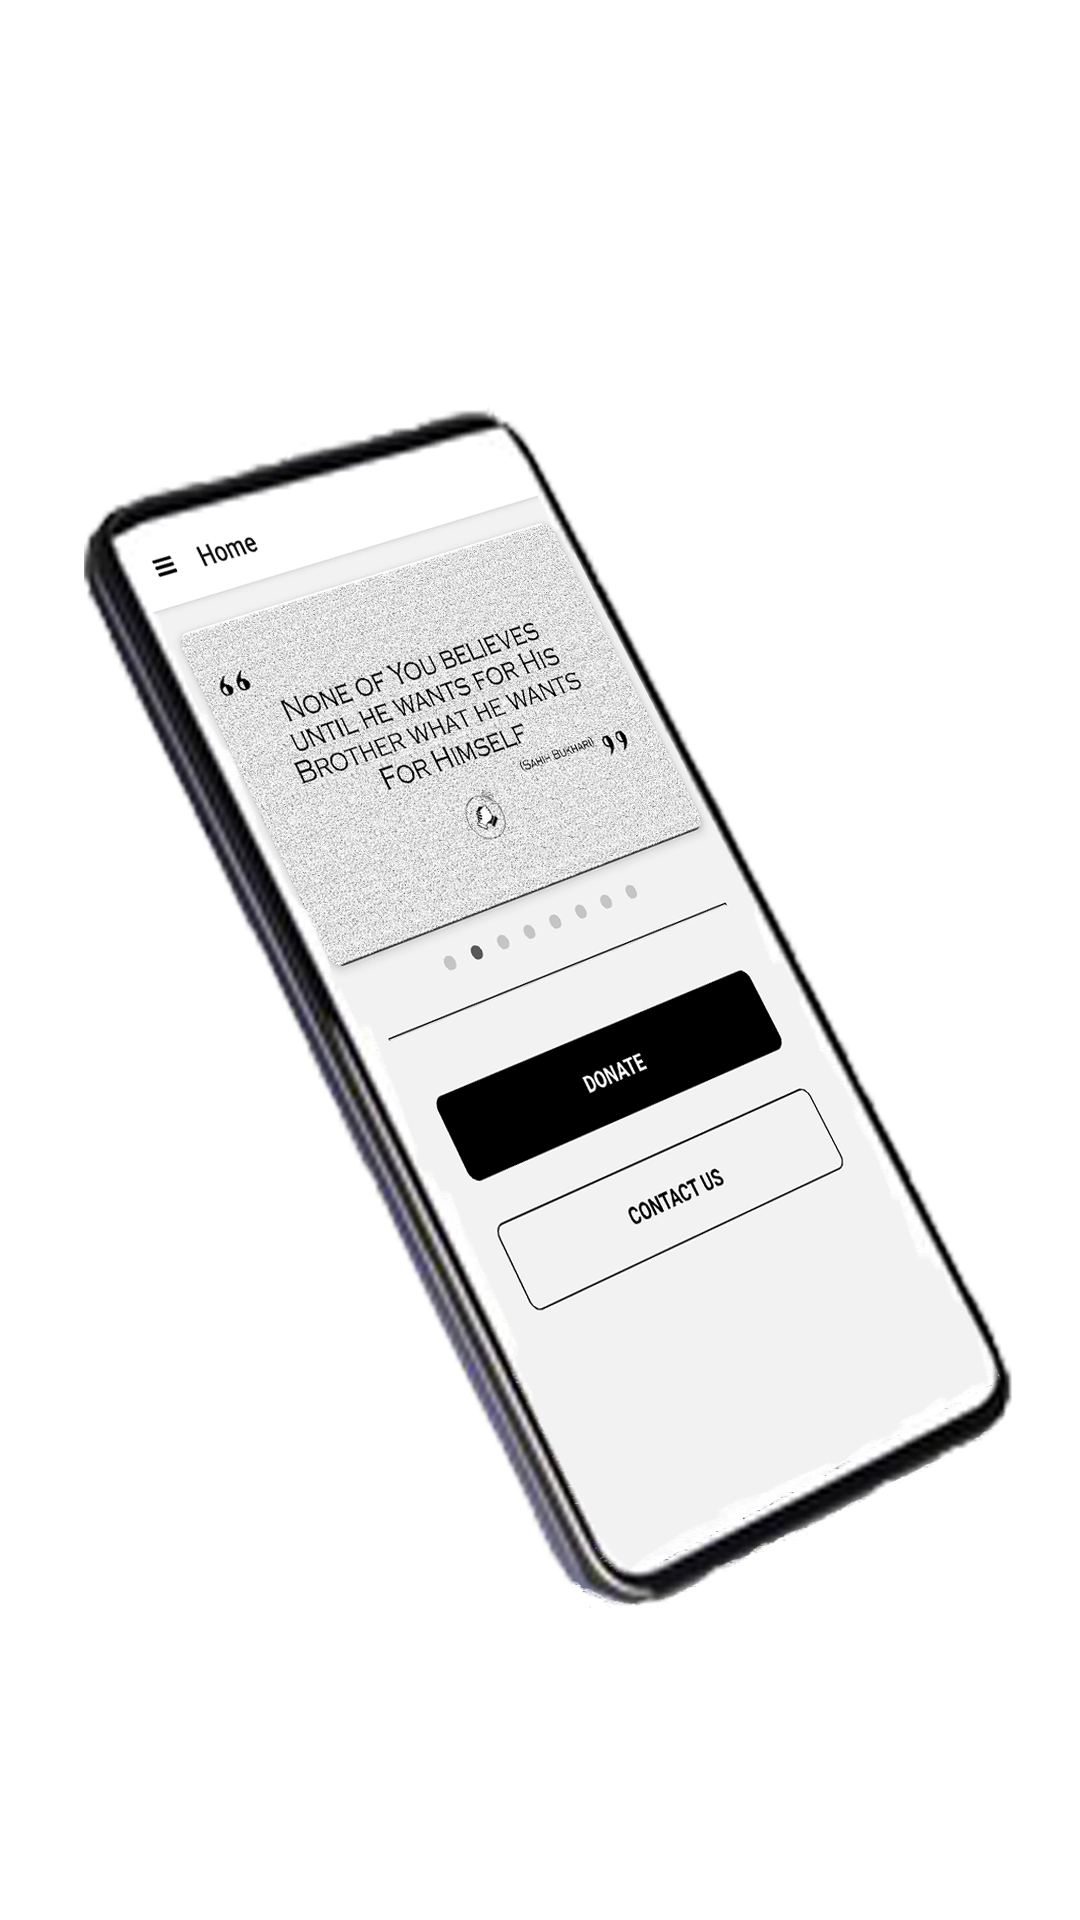 Home
“
None of You believes
until he wants for His
Brother what he wants
For Himself
(Sahih Bukhari) ”
DONATE
CONTACT US